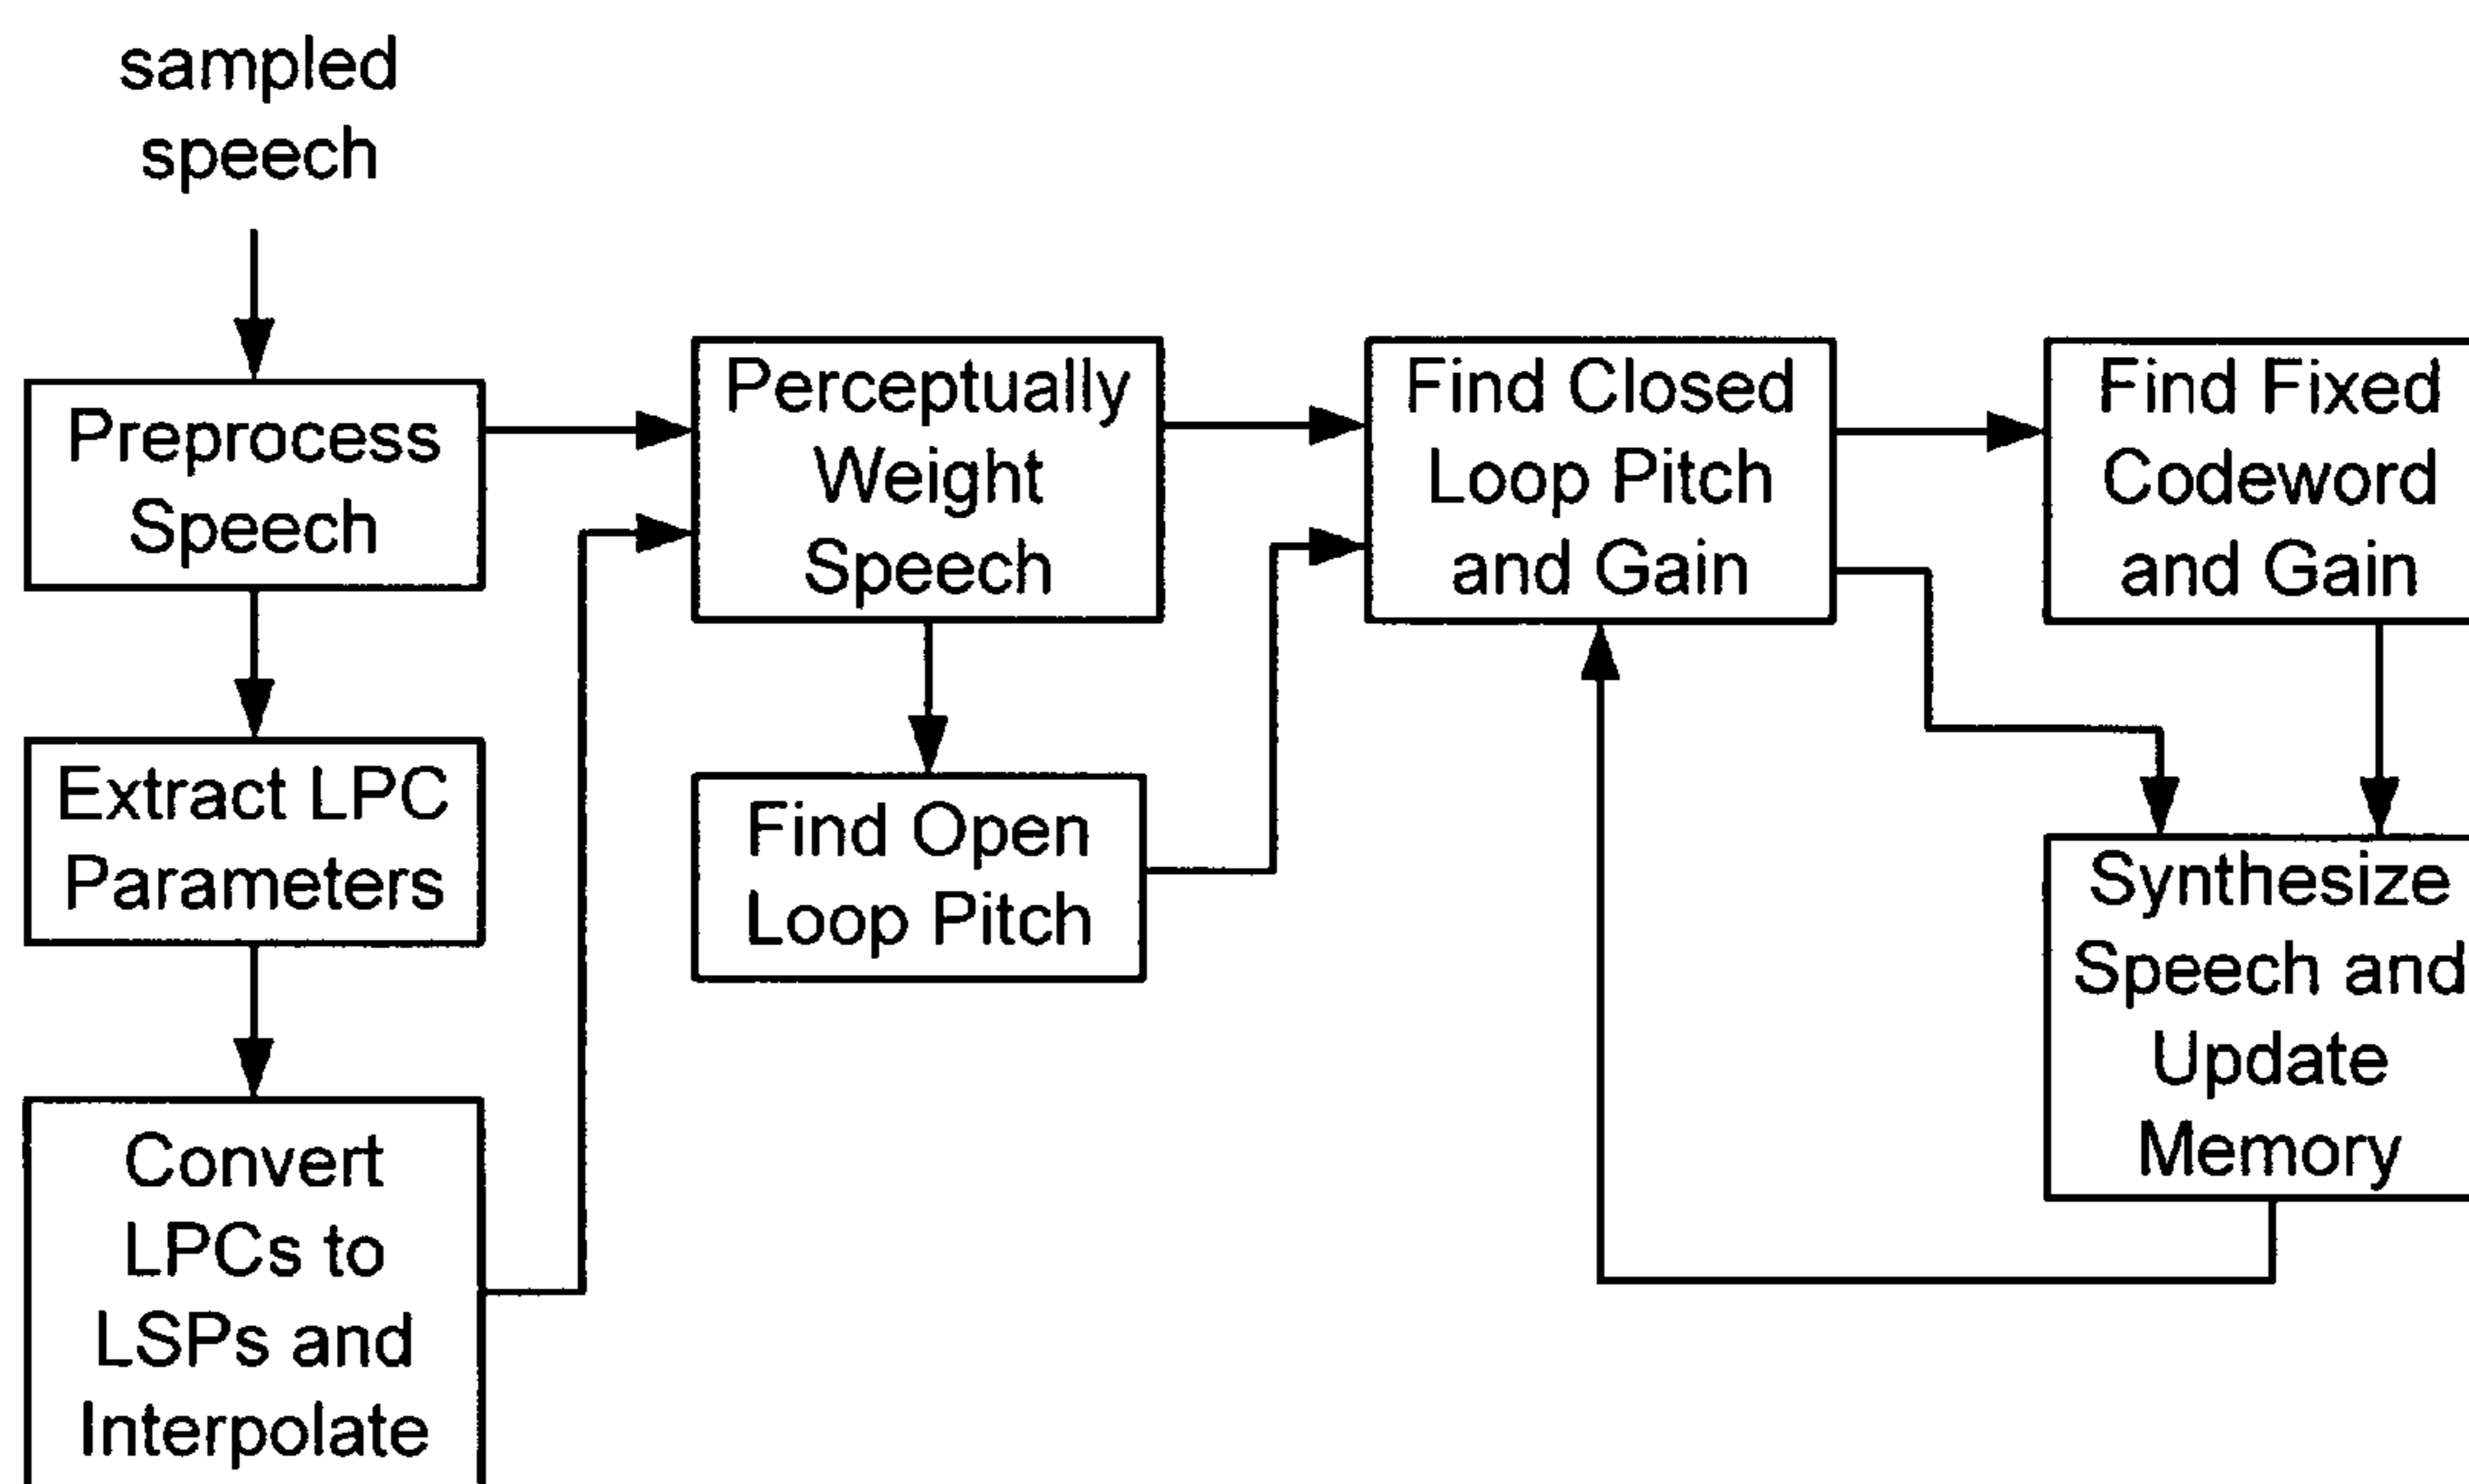 sampled
speech
Preprocess
Speech
Extract LPC
Parameters
Convert
LPCs to
LSPs and
Interpolate
Perceptually
Weight
Speech
Find Open
Loop Pitch
Find Closed
Loop Pitch
and Gain
Find Fixed
Codeword
and Gain
Synthesize
Speech and
Update
Memory